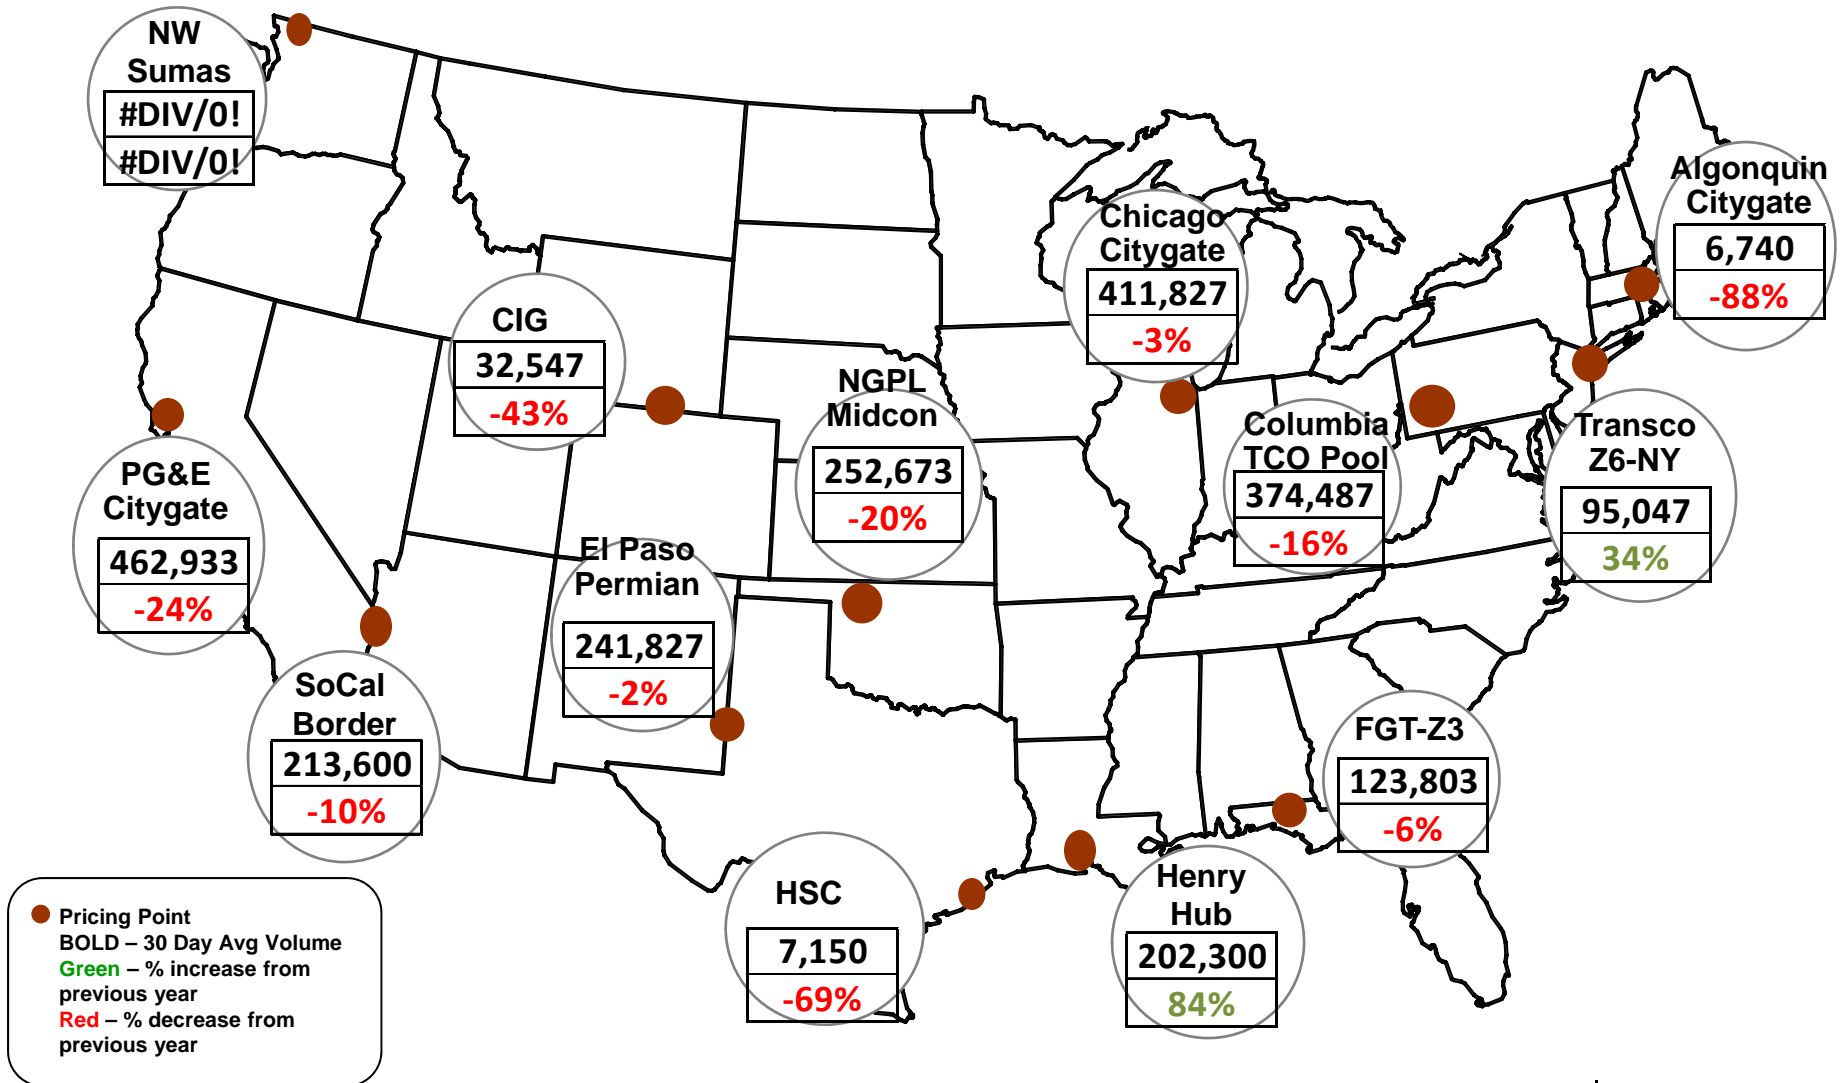 NW
Sumas
#DIV/0!
#DIV/0!
Algonquin
Citygate
6,740
-88%
Chicago
Citygate
411,827
-3%
CIG
32,547
-43%
NGPL
Midcon
252,673
-20%
Columbia
TCO Pool
374,487
-16%
Transco
Z6-NY
95,047
34%
PG&E
Citygate
462,933
-24%
El Paso
Permian
241,827
-2%
SoCal
Border
213,600
-10%
FGT-Z3
123,803
-6%
HSC
7,150
-69%
Henry
Hub
202,300
84%
Pricing Point
BOLD – 30 Day Avg Volume
Green – % increase from
previous year
Red – % decrease from
previous year